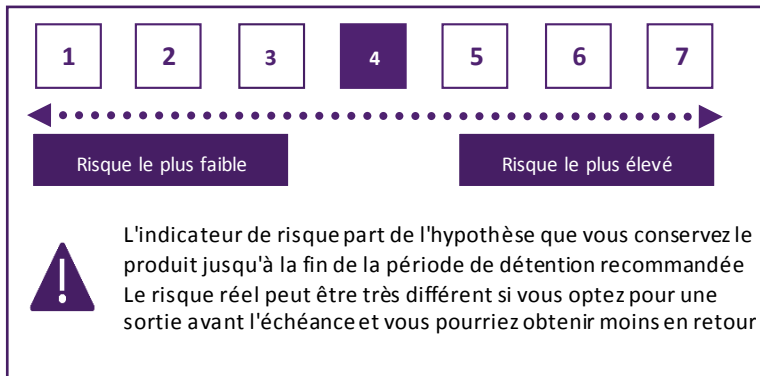 1 2 3 4 5 6 7
Risque le plus faible Risque le plus élevé
L'indicateur de risque part de l'hypothèse que vous conservez le
produit jusqu'à la fin de la période de détention recommandée
Le risque réel peut être très différent si vous optez pour une
sortie avant l'échéance et vous pourriez obtenir moins en retour